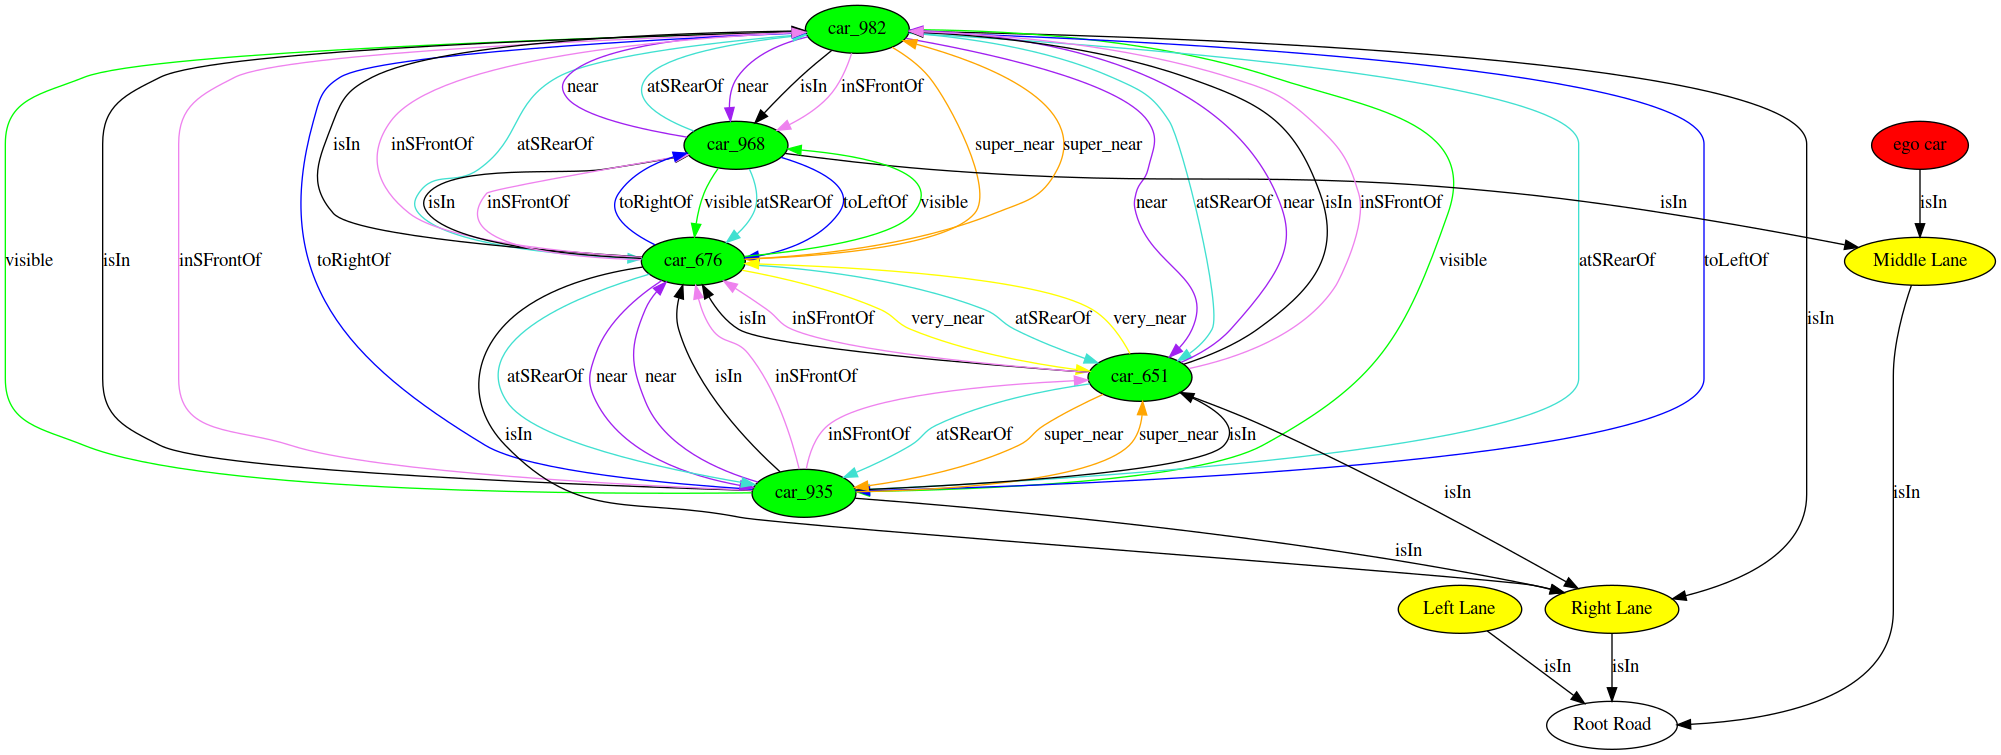 car_982
near
atSRearOf
near
isIn
inSFrontOf
car_968
ego car
isIn
inSFrontOf
atSRearOf
super_near
super_near
isIn
inSFrontOf
toRightOf
visible
atSRearOf
toLeftOf
visible
near
atSRearOf
near
isIn
inSFrontOf
isIn
isIn
visible
isIn
inSFrontOf
toRightOf
car_676
visible
atSRearOf
toLeftOf
Middle Lane
isIn
inSFrontOf
very_near
atSRearOf
very_near
isIn
atSRearOf
near
near
isIn
inSFrontOf
car_651
isIn
inSFrontOf
atSRearOf
super_near
super_near
isIn
car_935
isIn
isIn
isIn
Left Lane
Right Lane
isIn
isIn
Root Road